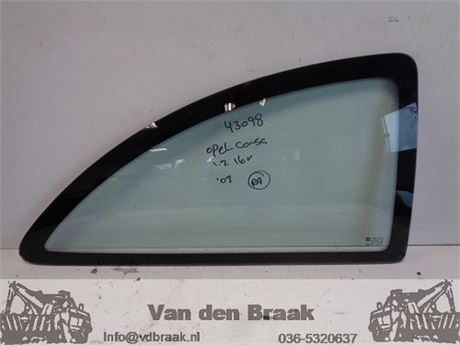 43098
opel Corsa
1.2 16v
'02 RA
Van den Braak
Info@vdbraak.nl 036-5320637